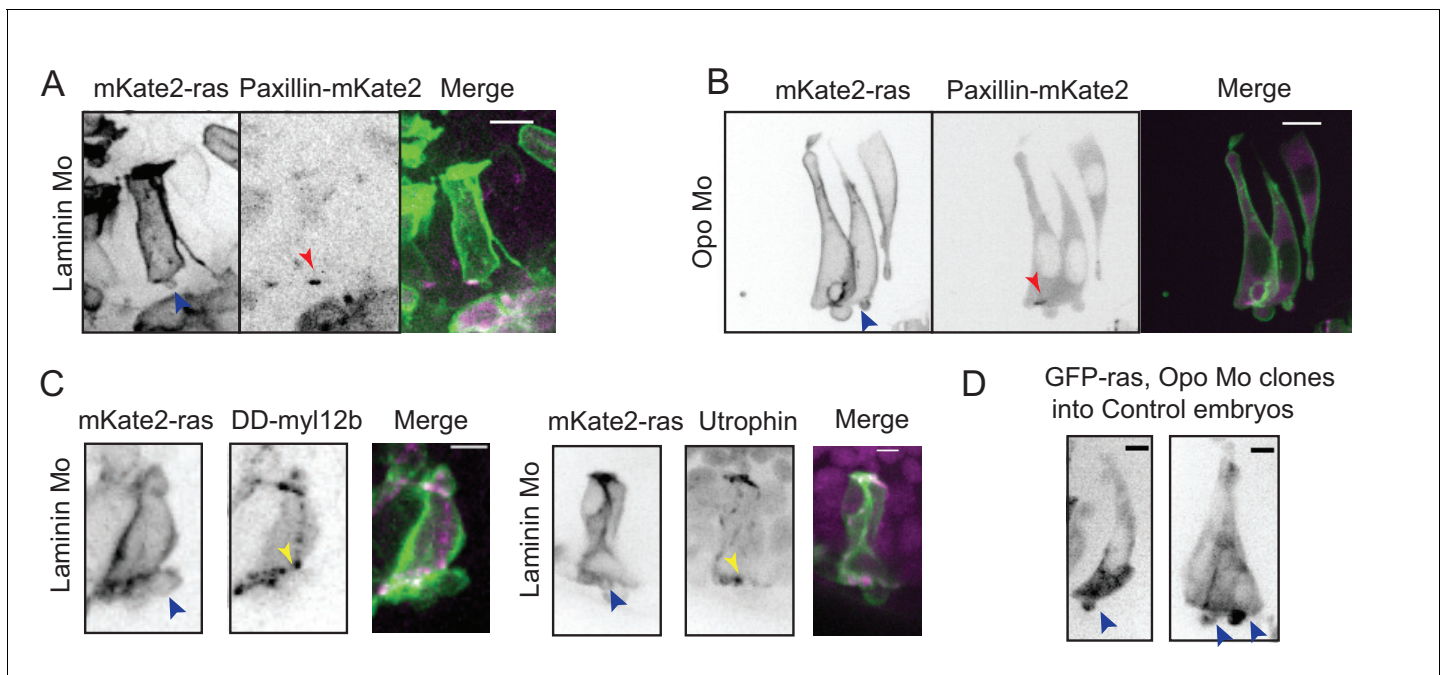 A
mKate2-ras Paxillin-mKate2 Merge
Laminin Mo
B
mKate2-ras Paxillin-mKate2 Merge
Opo Mo
C
mKate2-ras DD-myl12b Merge
Laminin Mo
mKate2-ras Utrophin Merge
Laminin Mo
D
GFP-ras, Opo Mo clones
into Control embryos